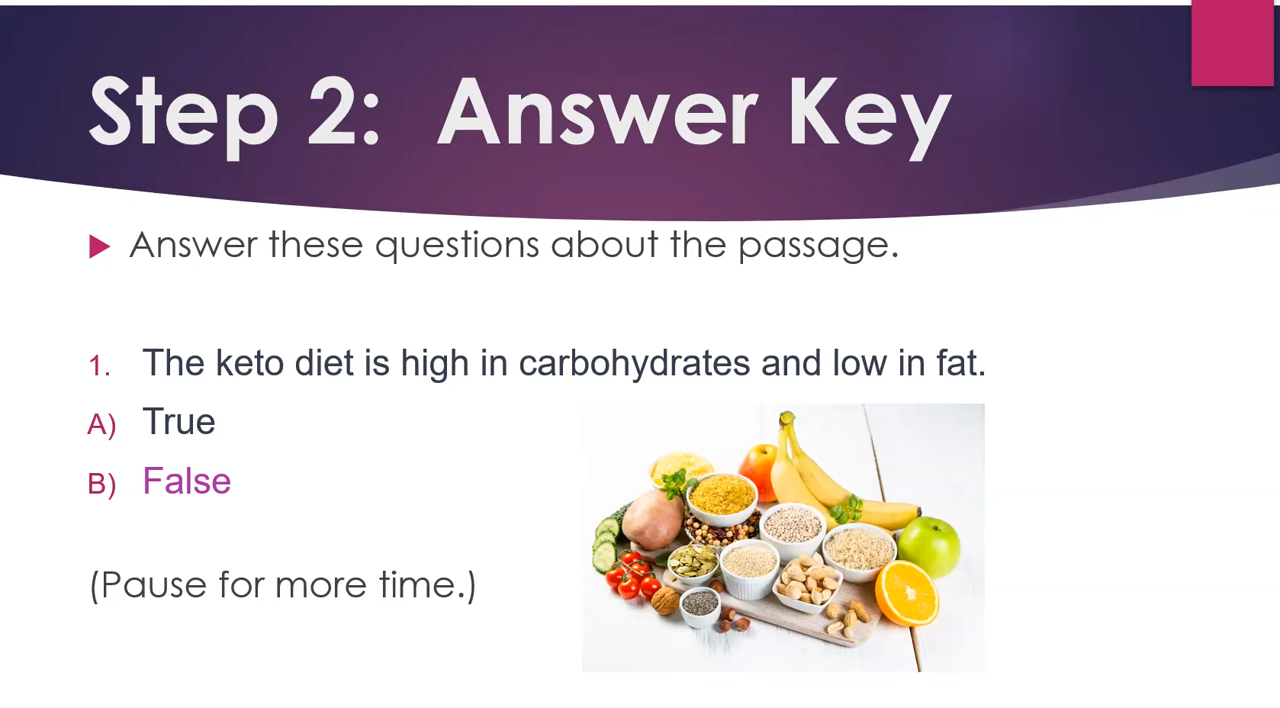 Step 2:  Answer Key
Answer these questions about the passage.
1. The keto diet is high in carbohydrates and low in fat.
A) True
B) False
(Pause for more time.)